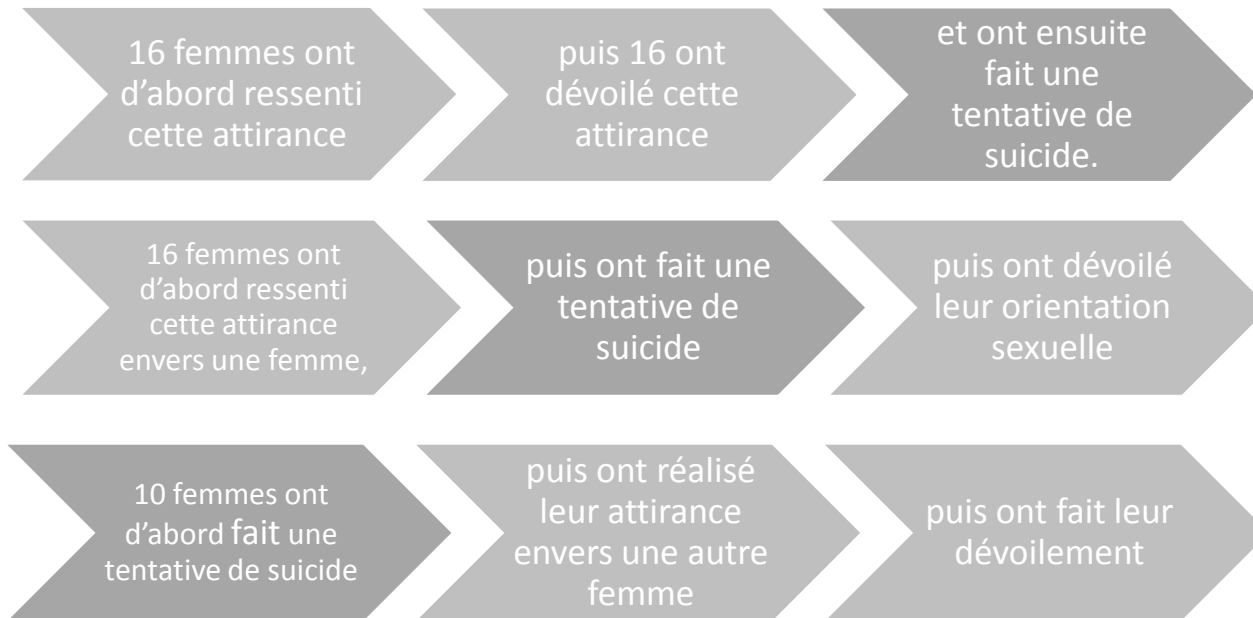 16 femmes ont
d’abord ressenti
cette attirance
puis 16 ont
dévoilé cette
attirance
et ont ensuite
fait une
tentative de
suicide.
16 femmes ont
d’abord ressenti
cette attirance
envers une femme,
puis ont fait une
tentative de
suicide
puis ont dévoilé
leur orientation
sexuelle
10 femmes ont
d’abord fait une
tentative de suicide
puis ont réalisé
leur attirance
envers une autre
femme
puis ont fait leur
dévoilement